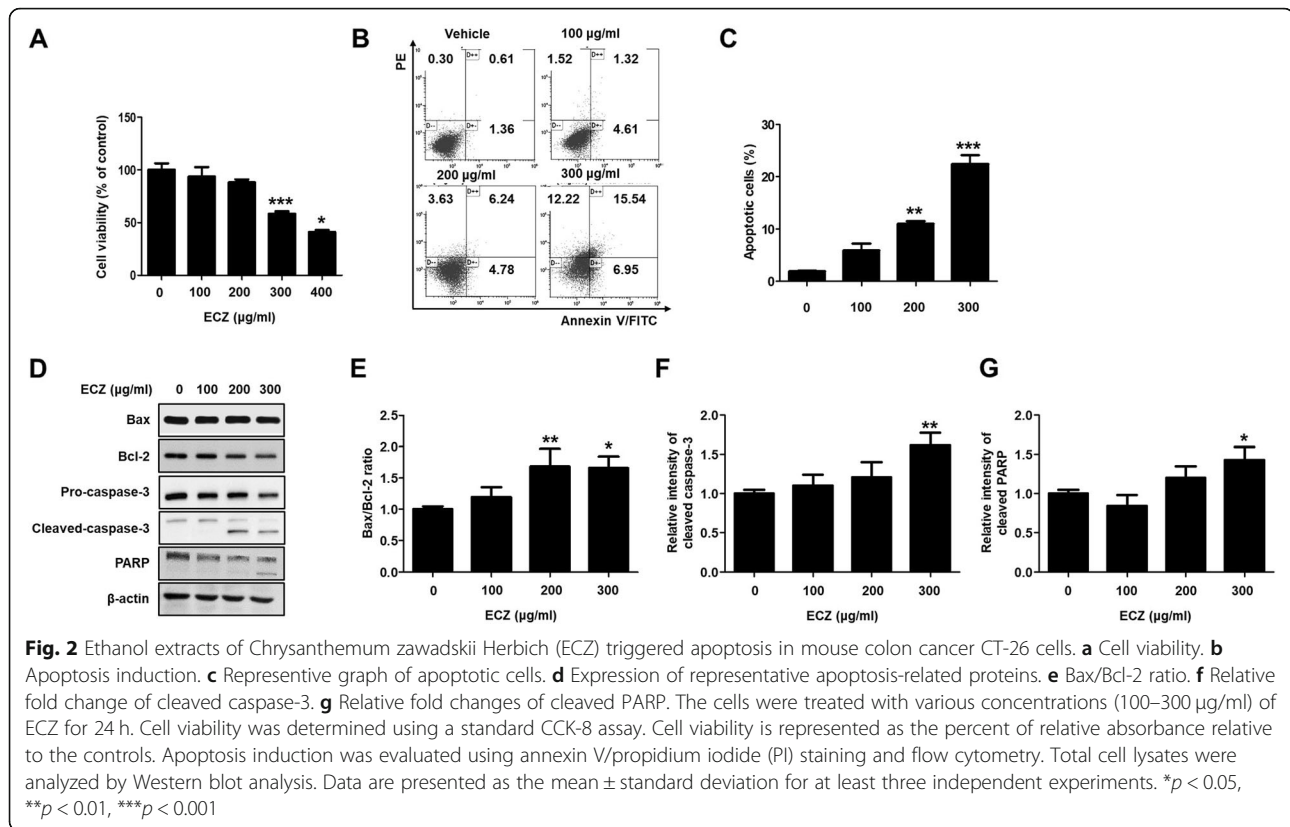 A
Cell viability (% of control)
150
100
50
0
*** *
0 100 200 300 400
ECZ (µg/ml)
B
PE
Vehicle 100 µg/ml
0.30 D++ 0.61 1.52 D++ 1.32
D-- D+- 1.36 D-- D+- 4.61
200 µg/ml 300 µg/ml
3.63 D++ 6.24 12.22 D++ 15.54
D-- D+- 4.78 D-- D+- 6.95
Annexin V/FITC
C
Apoptotic cells (%)
30
20
10
0
** ***
0 100 200 300
ECZ (µg/ml)
D
ECZ (µg/ml) 0 100 200 300
Bax
Bcl-2
Pro-caspase-3
Cleaved-caspase-3
PARP
β-actin
E
Bax/Bcl-2 ratio
2.5
2.0
1.5
1.0
0.5
0.0
** *
0 100 200 300
ECZ (µg/ml)
F
Relative intensity of
cleaved caspase-3
2.0
1.5
1.0
0.5
0.0
**
0 100 200 300
ECZ (µg/ml)
G
Relative intensity of
cleaved PARP
2.0
1.5
1.0
0.5
0.0
*
0 100 200 300
ECZ (µg/ml)
Fig. 2 Ethanol extracts of Chrysanthemum zawadskii Herbich (ECZ) triggered apoptosis in mouse colon cancer CT-26 cells. a Cell viability. b
Apoptosis induction. c Representive graph of apoptotic cells. d Expression of representative apoptosis-related proteins. e Bax/Bcl-2 ratio. f Relative
fold change of cleaved caspase-3. g Relative fold changes of cleaved PARP. The cells were treated with various concentrations (100–300 µg/ml) of
ECZ for 24 h. Cell viability was determined using a standard CCK-8 assay. Cell viability is represented as the percent of relative absorbance relative
to the controls. Apoptosis induction was evaluated using annexin V/propidium iodide (PI) staining and flow cytometry. Total cell lysates were
analyzed by Western blot analysis. Data are presented as the mean ± standard deviation for at least three independent experiments. *p < 0.05,
**p < 0.01, ***p < 0.001